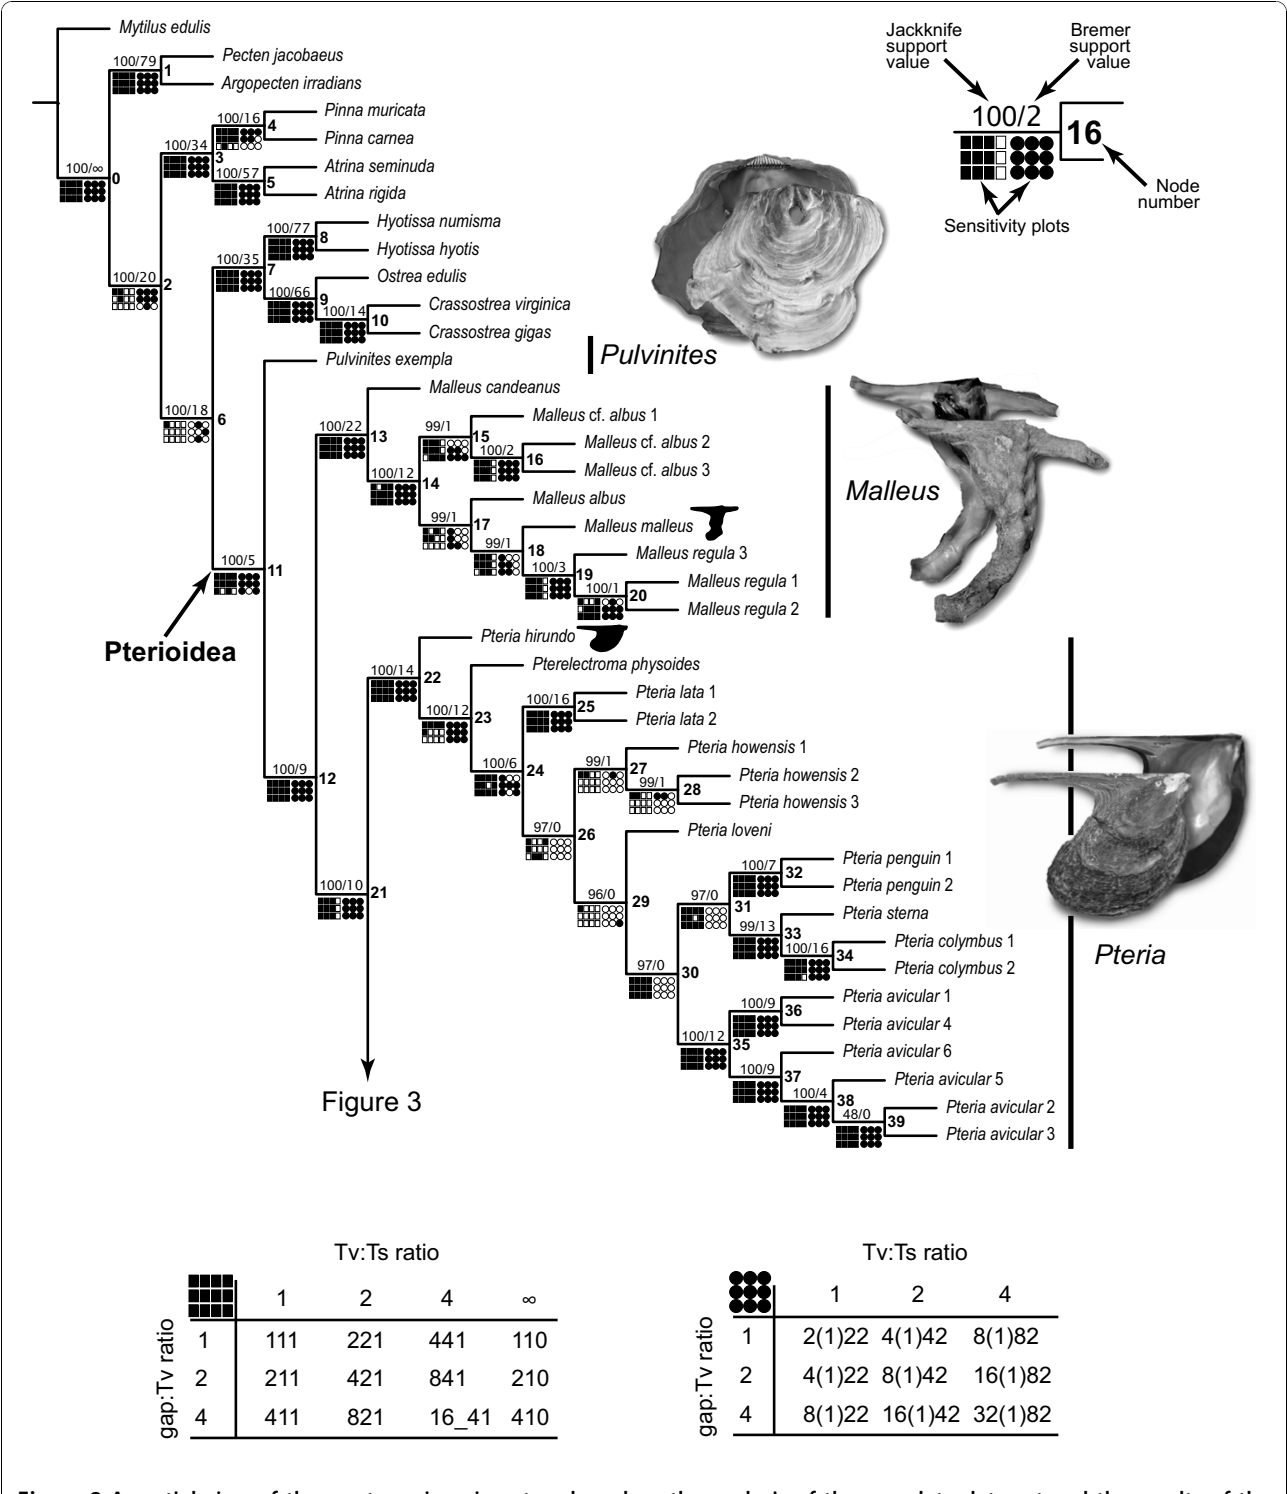 Mytilus edulis
Pecten jacobaeus
100/79
1
Argopecten irradians
Pinna muricata
100/16
4
Pinna carnea
100/34
3
Atrina seminuda
100/57
5
Atrina rigida
100/∞
0
Hyotissa numisma
100/77
8
Hyotissa hyotis
100/35
7
Ostrea edulis
100/20
2
100/66
9
Crassostrea virginica
100/14
10
Crassostrea gigas
Pulvinites exempla
Pulvinites
Malleus candeanus
100/18
6
100/22
13
Malleus cf. albus 1
99/1
15
Malleus cf. albus 2
100/2
16
Malleus cf. albus 3
100/12
14
Malleus albus
Malleus
99/1
17
Malleus malleus
99/1
18
Malleus regula 3
100/5
11
100/3
19
Malleus regula 1
100/1
20
Malleus regula 2
Pterioidea
Pteria hirundo
Pterelectroma physoides
100/14
22
Pteria lata 1
100/16
25
Pteria lata 2
100/12
23
Pteria howensis 1
100/6
24
99/1
27
Pteria howensis 2
100/9
12
99/1
28
Pteria howensis 3
97/0
26
Pteria loveni
Pteria penguin 1
100/7
32
Pteria penguin 2
100/10
21
96/0
29
97/0
31
Pteria sterna
99/13
33
Pteria colymbus 1
100/16
34
Pteria colymbus 2
Pteria
97/0
30
Pteria avicular 1
100/9
36
Pteria avicular 4
100/12
35
Pteria avicular 6
100/9
37
Pteria avicular 5
100/4
38
Pteria avicular 2
48/0
39
Pteria avicular 3
Figure 3
Jackknife
support
value
Bremer
support
value
100/2
16
Node
number
Sensitivity plots
Tv:Ts ratio
gap:Tv ratio
1 2 4 ∞
1 111 221 441 110
2 211 421 841 210
4 411 821 16_41 410
Tv:Ts ratio
gap:Tv ratio
1 2 4
1 2(1)22 4(1)42 8(1)82
2 4(1)22 8(1)42 16(1)82
4 8(1)22 16(1)42 32(1)82